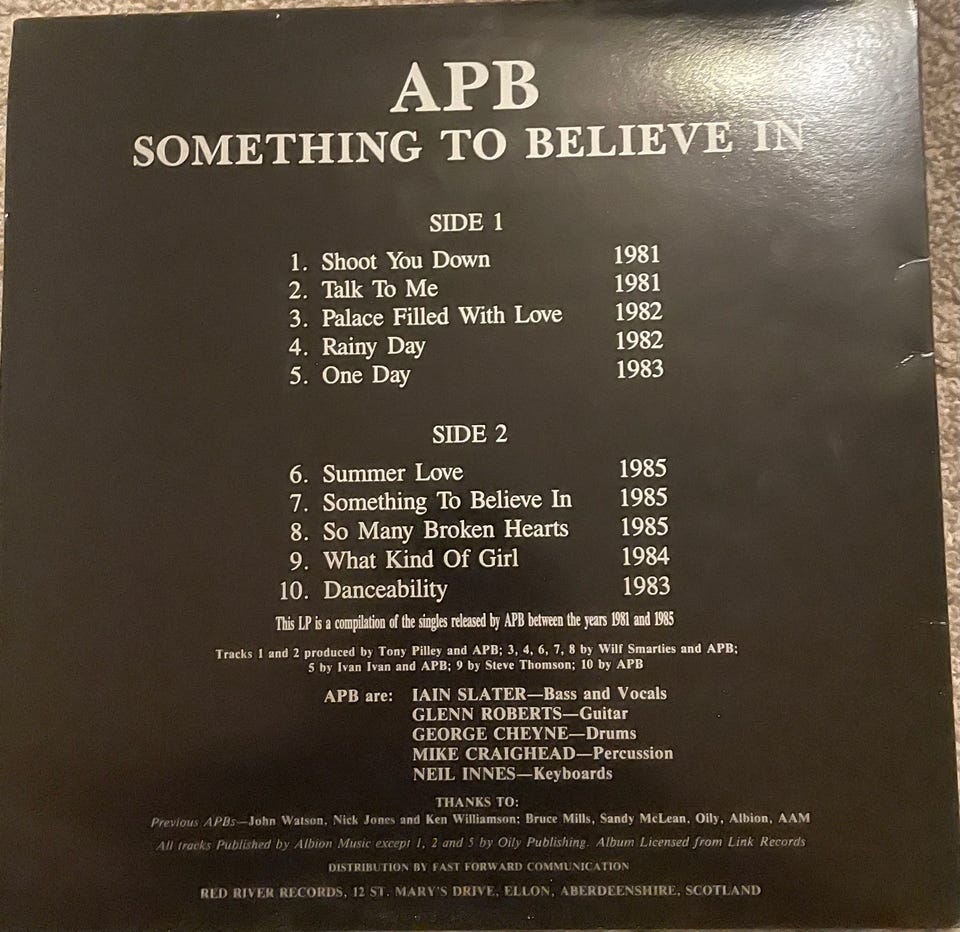 APB
SOMETHING TO BELIEVE IN
SIDE 1
1. Shoot You Down 1981
2. Talk To Me 1981
3. Palace Filled With Love 1982
4. Rainy Day 1982
5. One Day 1983
SIDE 2
6. Summer Love 1985
7. Something To Believe In 1985
8. So Many Broken Hearts 1985
9. What Kind Of Girl 1984
10. Danceability 1983
This LP is a compilation of the singles released by APB between the years 1981 and 1985
Tracks 1 and 2 produced by Tony Pilley and APB; 3, 4, 6, 7, 8 by Wilf Smarties and APB;
5 by Ivan Ivan and APB; 9 by Steve Thomson; 10 by APB
APB are: IAIN SLATER—Bass and Vocals
GLENN ROBERTS—Guitar
GEORGE CHEYNE—Drums
MIKE CRAIGHEAD—Percussion
NEIL INNES—Keyboards
THANKS TO:
Previous APBs—John Watson, Nick Jones and Ken Williamson; Bruce Mills, Sandy McLean, Oily, Albion, AAM
All tracks Published by Albion Music except 1, 2 and 5 by Oily Publishing. Album Licensed from Link Records
DISTRIBUTION BY FAST FORWARD COMMUNICATION
RED RIVER RECORDS, 12 ST. MARY'S DRIVE, ELLON, ABERDEENSHIRE, SCOTLAND